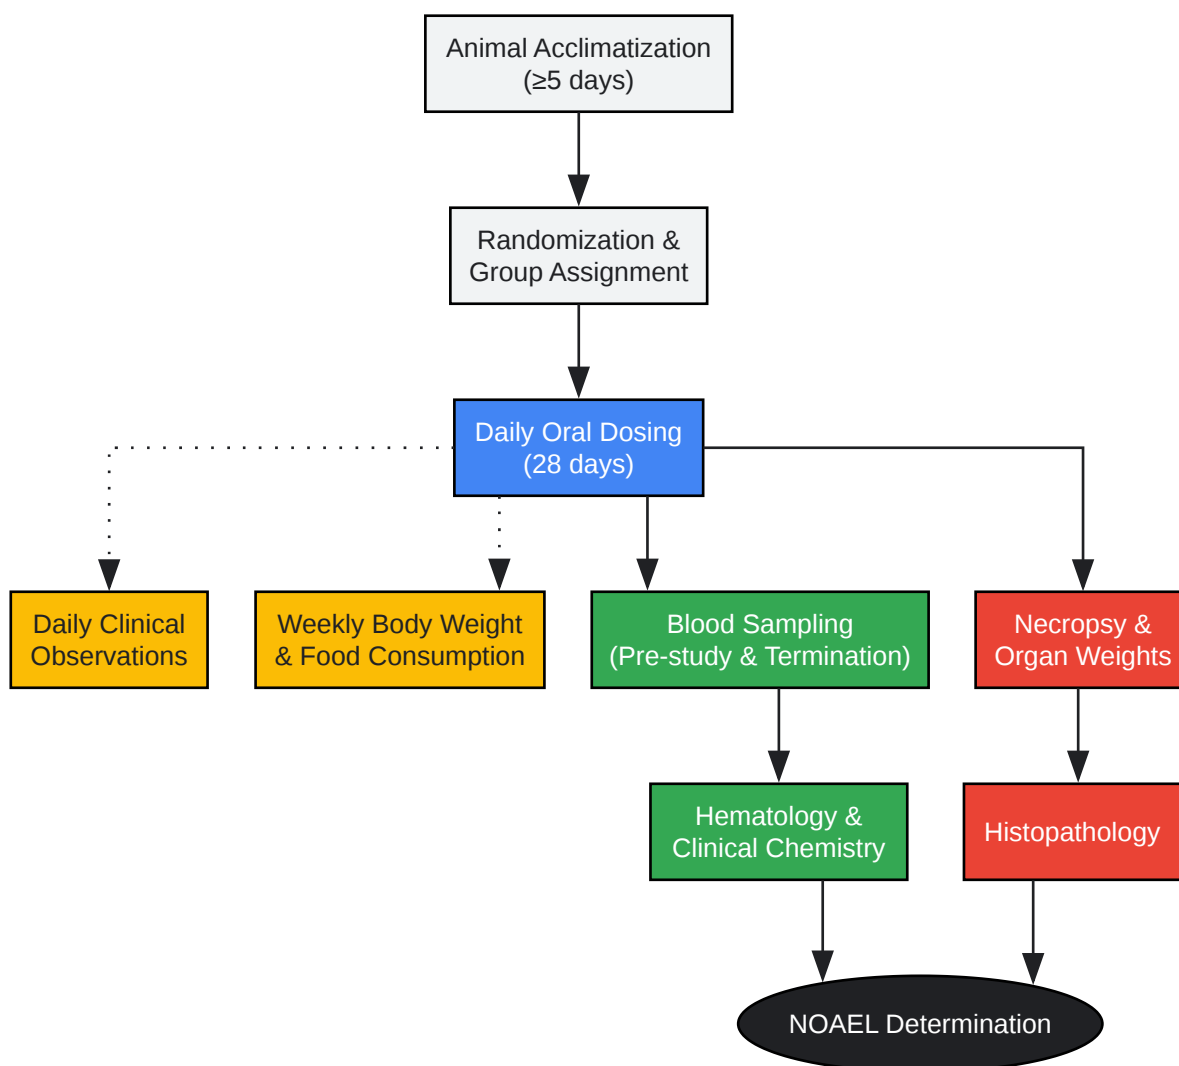 Animal Acclimatization
(≥5 days)
Randomization &
Group Assignment
Daily Oral Dosing
(28 days)
Daily Clinical
Observations
Weekly Body Weight
& Food Consumption
Blood Sampling
(Pre-study & Termination)
Necropsy &
Organ Weights
Hematology &
Clinical Chemistry
Histopathology
NOAEL Determination